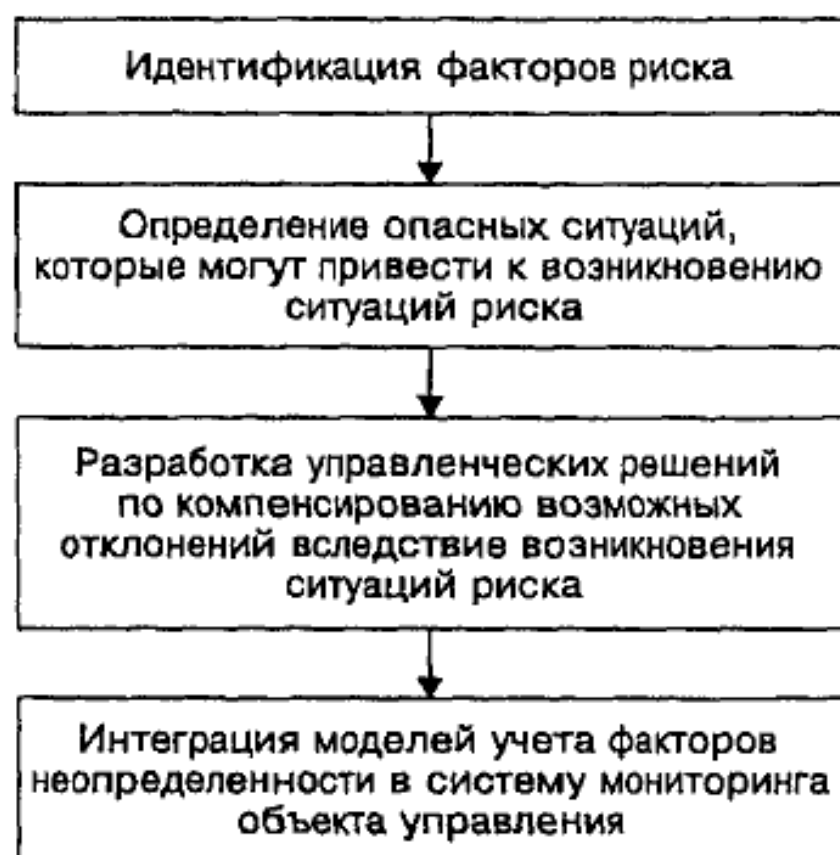 Идентификация факторов риска
Определение опасных ситуаций,
которые могут привести к возникновению
ситуаций риска
Разработка управленческих решений
по компенсированию возможных
отклонений вследствие возникновения
ситуаций риска
Интеграция моделей учета факторов
неопределенности в систему мониторинга
объекта управления